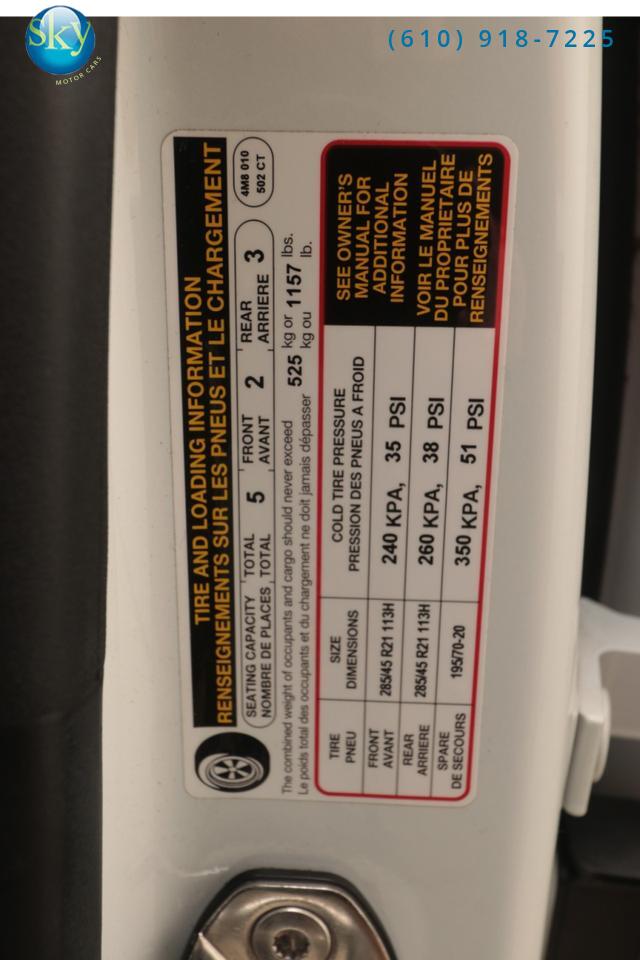 sky
MOTOR CARS
(610) 918-7225
TIRE AND LOADING INFORMATION
RENSEIGNEMENTS SUR LES PNEUS ET LE CHARGEMENT
4M8 010
502 CT
SEATING CAPACITY TOTAL 5 FRONT 2 REAR 3
NOMBRE DE PLACES TOTAL AVANT ARRIERE
The combined weight of occupants and cargo should never exceed 525 kg or 1157 lbs.
Le poids total des occupants et du chargement ne doit jamais dépasser kg ou lb.
TIRE SIZE COLD TIRE PRESSURE
PNEU DIMENSIONS PRESSION DES PNEUS A FROID
FRONT
AVANT 285/45 R21 113H 240 KPA, 35 PSI
REAR
ARRIERE 285/45 R21 113H 260 KPA, 38 PSI
SPARE
DE SECOURS 195/70-20 350 KPA, 51 PSI
SEE OWNER'S
MANUAL FOR
ADDITIONAL
INFORMATION
VOIR LE MANUEL
DU PROPRIETAIRE
POUR PLUS DE
RENSEIGNEMENTS